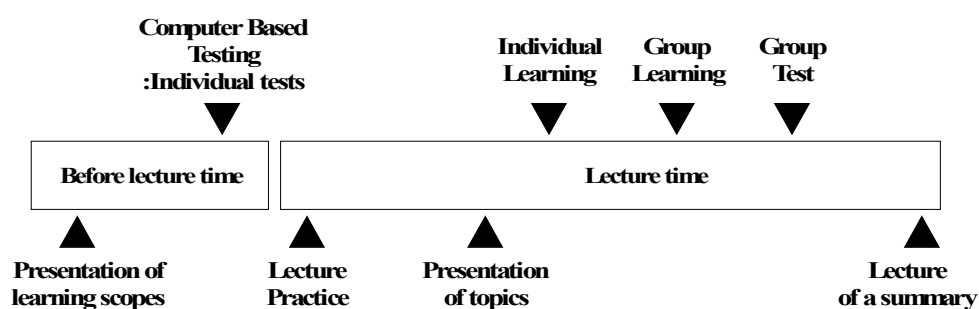 Computer Based
Testing
:Individual tests
Individual
Learning
Group
Learning
Group
Test
Before lecture time
Lecture time
Presentation of
learning scopes
Lecture
Practice
Presentation
of topics
Lecture
of a summary